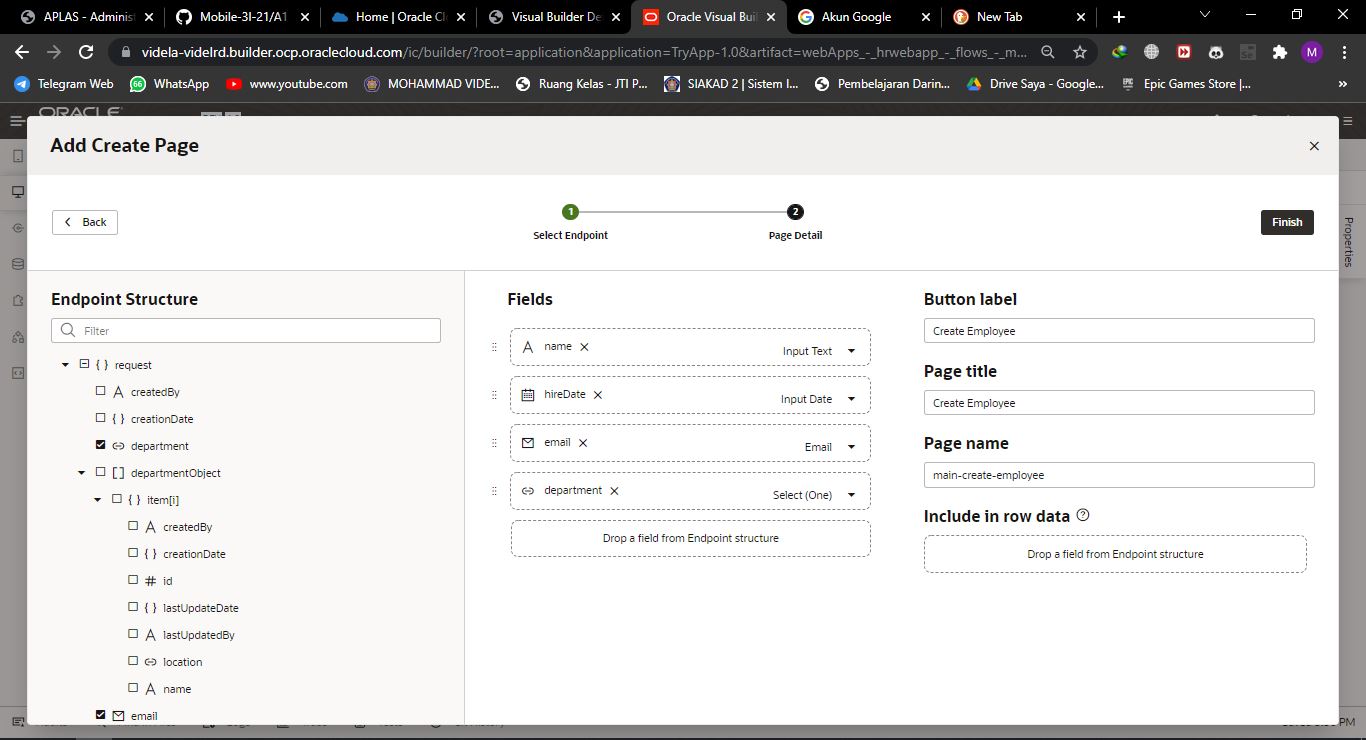 APLAS - Adminis
Mobile-3I-21/A1
Home | Oracle Cl
Visual Builder De
Oracle Visual Buil
Akun Google
New Tab
videla-videlrd.builder.ocp.oraclecloud.com/ic/builder/?root=application&application=TryApp-1.0&artifact=webApps_-_hrwebapp_-_flows_-_m...
M
Telegram Web
WhatsApp
www.youtube.com
MOHAMMAD VIDE...
Ruang Kelas - JTI P...
SIAKAD 2 | Sistem I...
Pembelajaran Darin...
Drive Saya - Google...
Epic Games Store |...
ORACLE
Add Create Page
Back
1
2
Select Endpoint
Page Detail
Finish
Properties
Endpoint Structure
Filter
request
createdBy
creationDate
department
departmentObject
item[i]
createdBy
creationDate
id
lastUpdateDate
lastUpdatedBy
location
name
email
Fields
name
Input Text
hireDate
Input Date
email
Email
department
Select (One)
Drop a field from Endpoint structure
Button label
Create Employee
Page title
Create Employee
Page name
main-create-employee
Include in row data
Drop a field from Endpoint structure